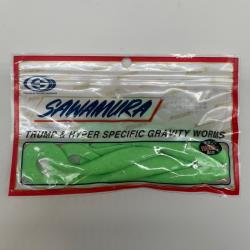 SAWAMURA
TRUMP & HYPER SPECIFIC GRAVITY WORMS